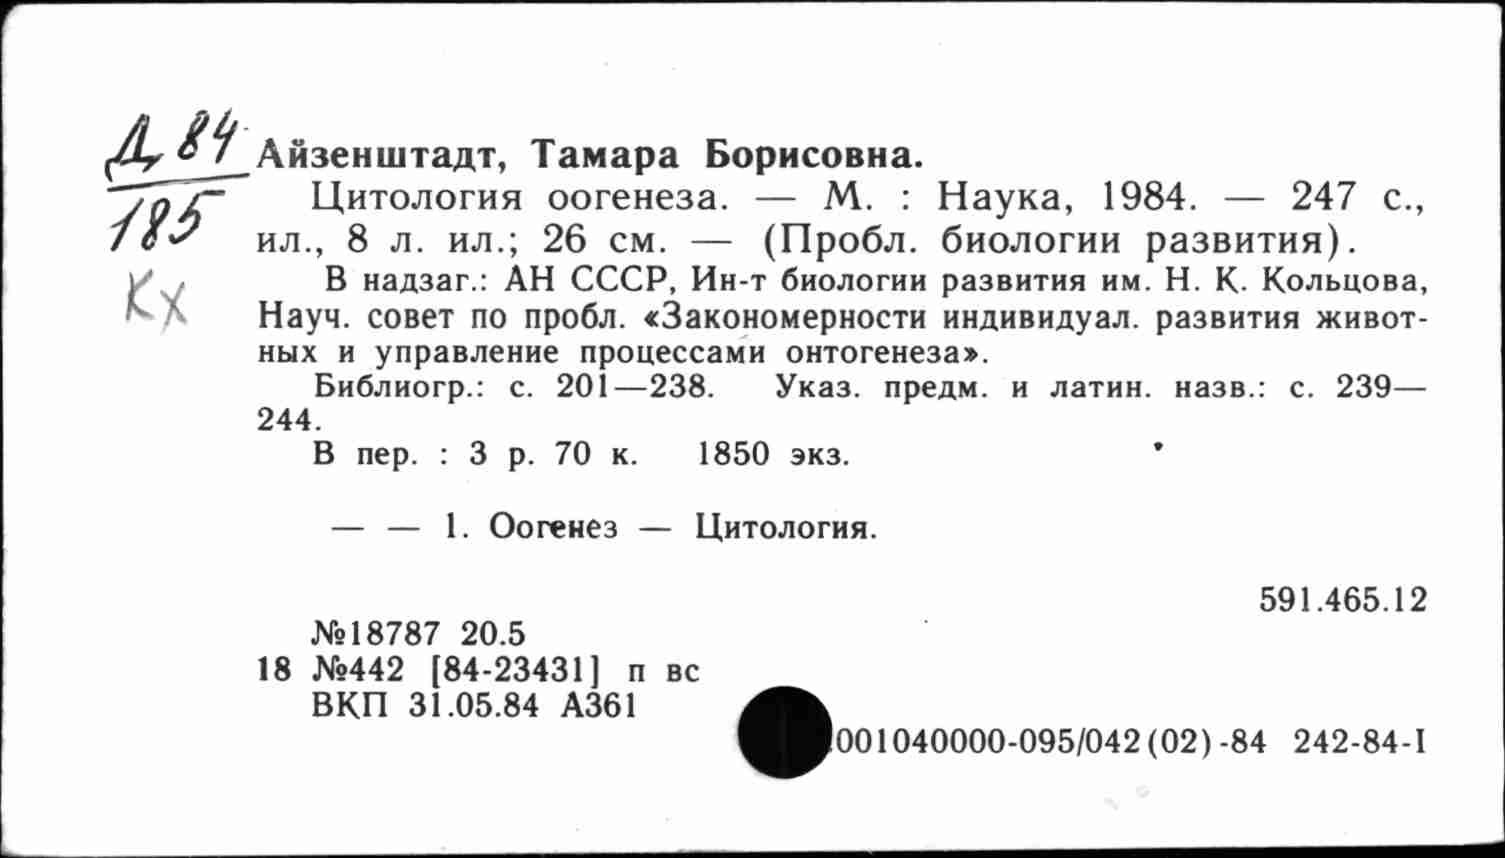 Д 84
185
Кх
Айзенштадт, Тамара Борисовна.
Цитология оогенеза. — М. : Наука, 1984. — 247 с.,
ил., 8 л. ил.; 26 см. — (Пробл. биологии развития).
В надзаг.: АН СССР, Ин-т биологии развития им. Н. К. Кольцова,
Науч. совет по пробл. «Закономерности индивидуал. развития живот-
ных и управление процессами онтогенеза».
Библиогр.: с. 201—238. Указ. предм. и латин. назв.: с. 239—
244.
В пер. : 3 р. 70 к. 1850 экз.
— — 1. Оогенез — Цитология.
591.465.12
№18787 20.5
18 №442 [84-23431] п вс
ВКП 31.05.84 А361
001040000-095/042(02)-84 242-84-I